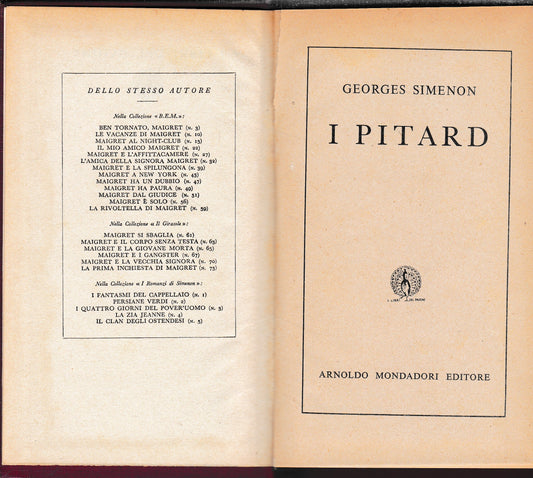 DELLO STESSO AUTORE
Nella Collezione «B.E.M.»:
BEN TORNATO, MAIGRET (n. 3)
LE VACANZE DI MAIGRET (n. 10)
MAIGRET AL NIGHT-CLUB (n. 15)
IL MIO AMICO MAIGRET (n. 21)
MAIGRET E L'AFFITTACAMERE (n. 27)
L'AMICA DELLA SIGNORA MAIGRET (n. 32)
MAIGRET E LA SPILUNGONA (n. 39)
MAIGRET A NEW YORK (n. 43)
MAIGRET HA UN DUBBIO (n. 47)
MAIGRET HA PAURA (n. 49)
MAIGRET DAL GIUDICE (n. 51)
MAIGRET È SOLO (n. 56)
LA RIVOLTELLA DI MAIGRET (n. 59)
Nella Collezione «Il Girasole»:
MAIGRET SI SBAGLIA (n. 61)
MAIGRET E IL CORPO SENZA TESTA (n. 63)
MAIGRET E LA GIOVANE MORTA (n. 65)
MAIGRET E I GANGSTER (n. 67)
MAIGRET E LA VECCHIA SIGNORA (n. 70)
LA PRIMA INCHIESTA DI MAIGRET (n. 73)
Nella Collezione «I Romanzi di Simenon»:
I FANTASMI DEL CAPPELLAIO (n. 1)
PERSIANE VERDI (n. 2)
I QUATTRO GIORNI DEL POVER'UOMO (n. 3)
LA ZIA JEANNE (n. 4)
IL CLAN DEGLI OSTENDESI (n. 5)
GEORGES SIMENON
I PITARD
I LIBRI DEL PAVONE
ARNOLDO MONDADORI EDITORE